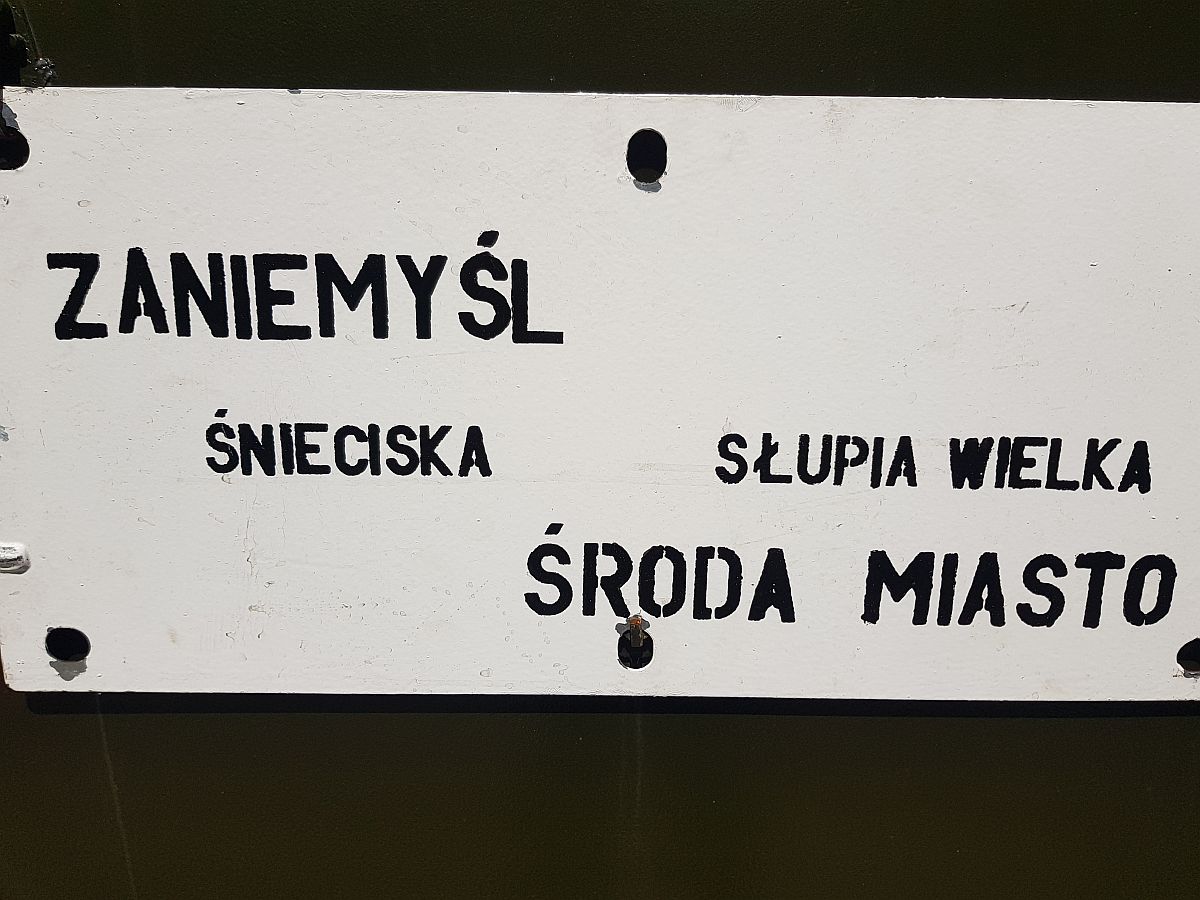 ZANIEMYŚL
ŚNIECISKA SŁUPIA WIELKA
ŚRODA MIASTO